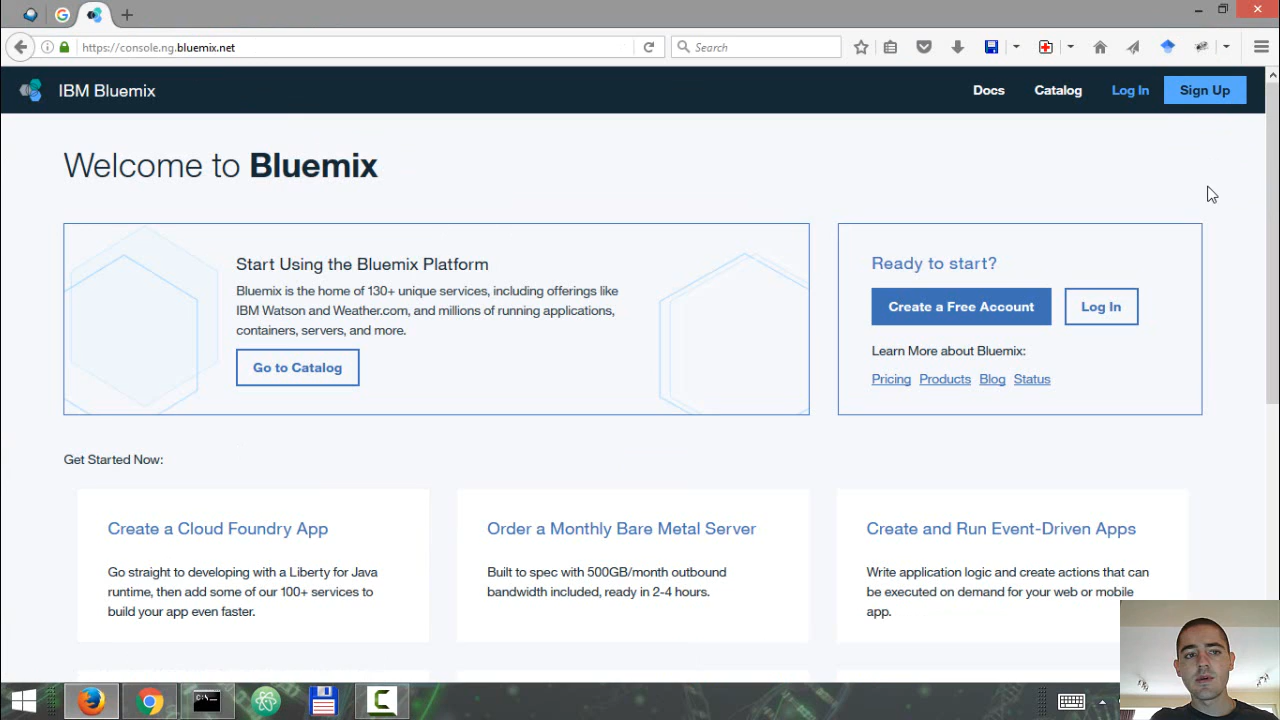 https://console.ng.bluemix.net
Search
IBM Bluemix
Docs
Catalog
Log In
Sign Up
Welcome to Bluemix
Start Using the Bluemix Platform
Bluemix is the home of 130+ unique services, including offerings like
IBM Watson and Weather.com, and millions of running applications,
containers, servers, and more.
Go to Catalog
Ready to start?
Create a Free Account
Log In
Learn More about Bluemix:
Pricing Products Blog Status
Get Started Now:
Create a Cloud Foundry App
Go straight to developing with a Liberty for Java
runtime, then add some of our 100+ services to
build your app even faster.
Order a Monthly Bare Metal Server
Built to spec with 500GB/month outbound
bandwidth included, ready in 2-4 hours.
Create and Run Event-Driven Apps
Write application logic and create actions that can
be executed on demand for your web or mobile
app.